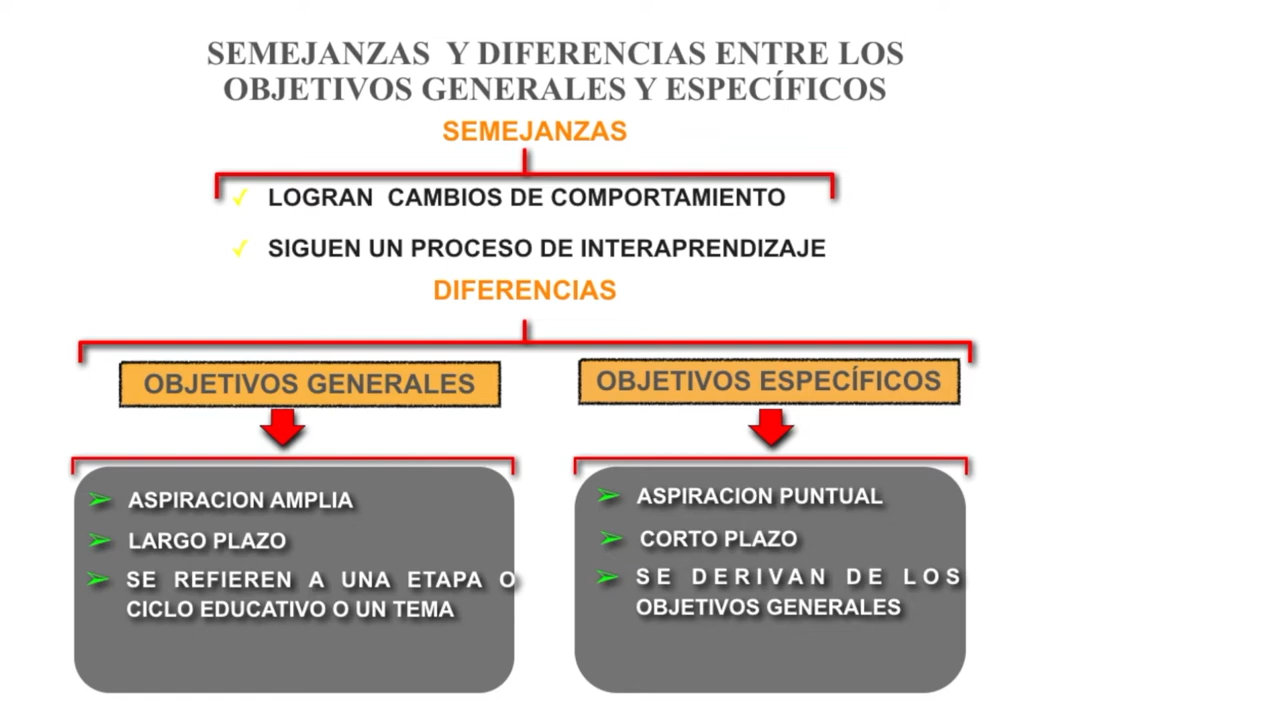 SEMEJANZAS Y DIFERENCIAS ENTRE LOS
OBJETIVOS GENERALES Y ESPECÍFICOS
SEMEJANZAS
✓ LOGRAN CAMBIOS DE COMPORTAMIENTO
✓ SIGUEN UN PROCESO DE INTERAPRENDIZAJE
DIFERENCIAS
OBJETIVOS GENERALES
➢ ASPIRACION AMPLIA
➢ LARGO PLAZO
➢ SE REFIEREN A UNA ETAPA O
CICLO EDUCATIVO O UN TEMA
OBJETIVOS ESPECÍFICOS
➢ ASPIRACION PUNTUAL
➢ CORTO PLAZO
➢ SE DERIVAN DE LOS
OBJETIVOS GENERALES